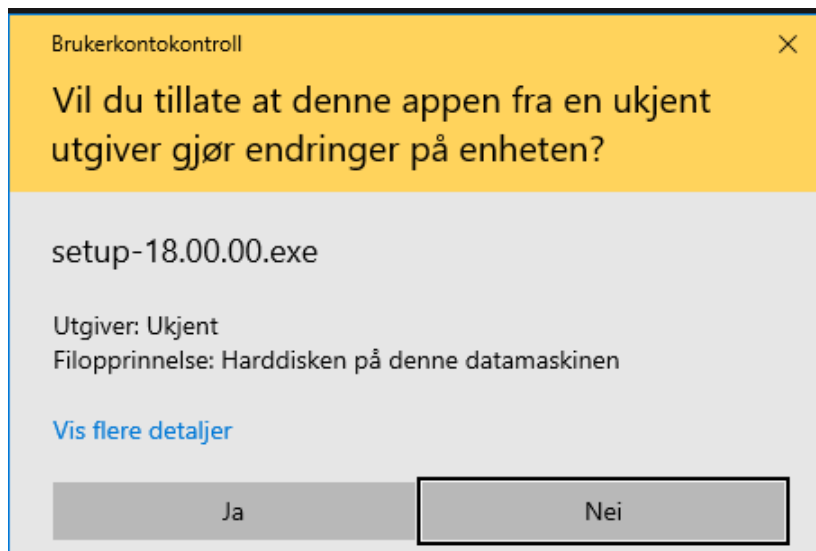 Brukerkontokontroll
Vil du tillate at denne appen fra en ukjent
utgiver gjør endringer på enheten?
setup-18.00.00.exe
Utgiver: Ukjent
Filopprinnelse: Harddisken på denne datamaskinen
Vis flere detaljer
Ja
Nei